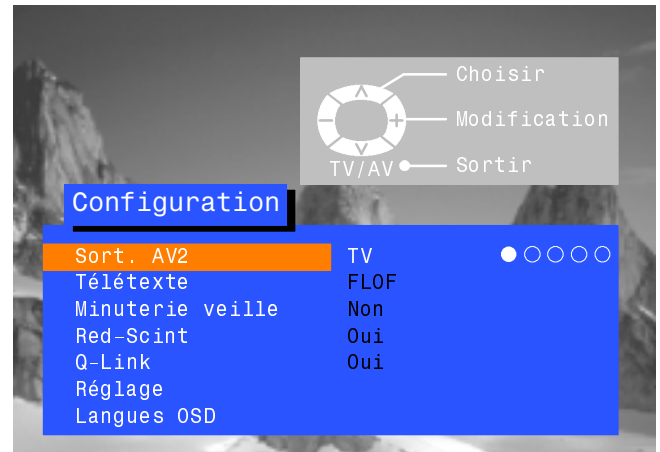 Choisir
Modification
TV/AV Sortir
Configuration
Sort. AV2 TV
Télétexte FLOF
Minuterie veille Non
Red-Scint Oui
Q-Link Oui
Réglage
Langues OSD